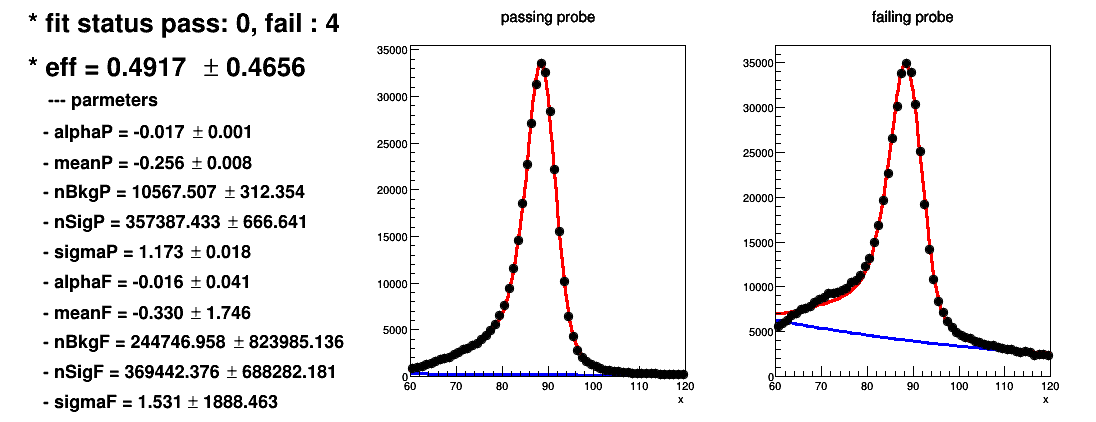 * fit status pass: 0, fail : 4
* eff = 0.4917 ± 0.4656
--- parmeters
- alphaP = -0.017 ± 0.001
- meanP = -0.256 ± 0.008
- nBkgP = 10567.507 ± 312.354
- nSigP = 357387.433 ± 666.641
- sigmaP = 1.173 ± 0.018
- alphaF = -0.016 ± 0.041
- meanF = -0.330 ± 1.746
- nBkgF = 244746.958 ± 823985.136
- nSigF = 369442.376 ± 688282.181
- sigmaF = 1.531 ± 1888.463
passing probe
35000
30000
25000
20000
15000
10000
5000
0
60 70 80 90 100 110 120
x
failing probe
35000
30000
25000
20000
15000
10000
5000
0
60 70 80 90 100 110 120
x